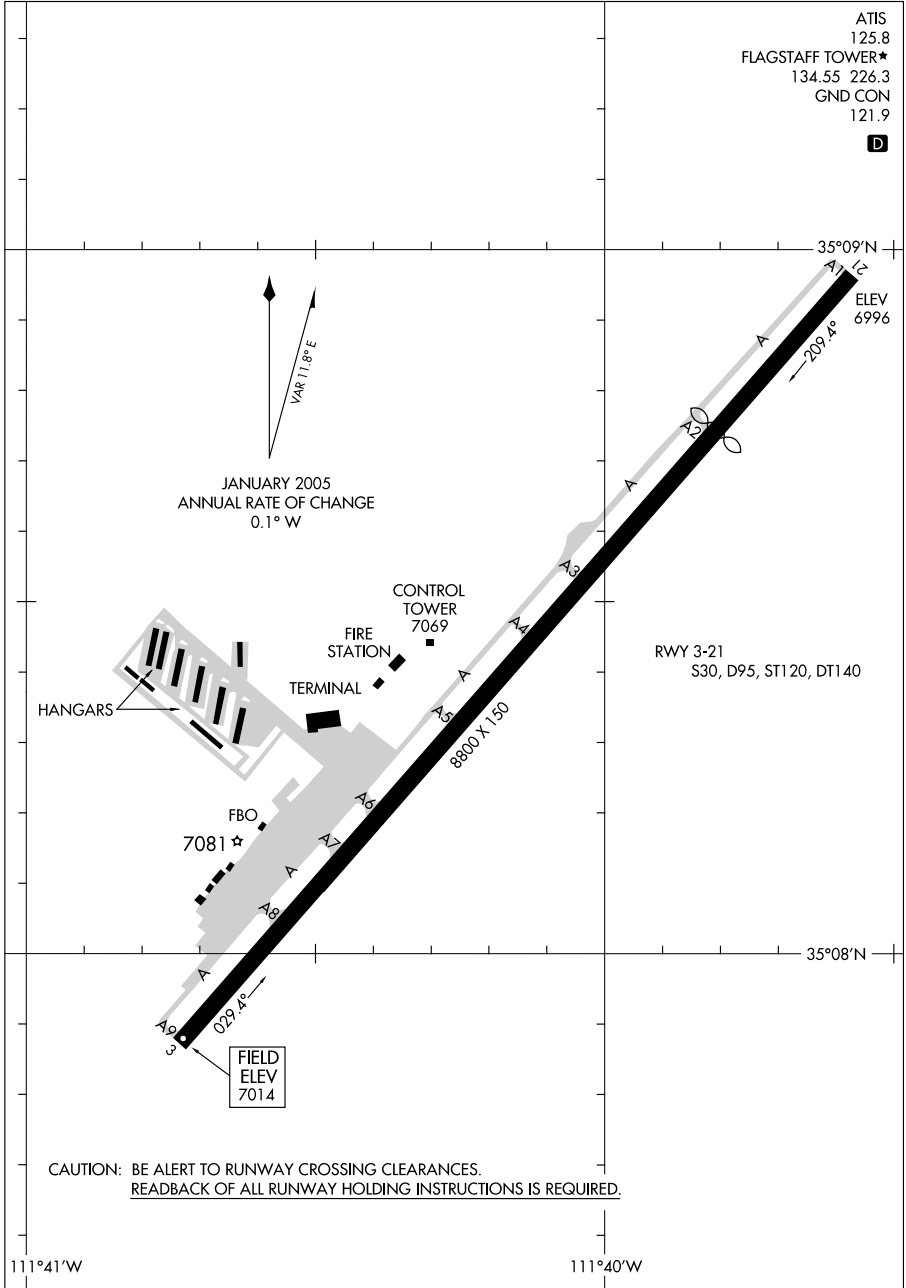 ATIS
125.8
FLAGSTAFF TOWER★
134.55 226.3
GND CON
121.9
D
35°09'N
A1
21
ELEV
6996
209.4°
A
VAR 11.8° E
A2
JANUARY 2005
ANNUAL RATE OF CHANGE
0.1° W
A
A3
CONTROL
TOWER
7069
A4
FIRE
STATION
RWY 3-21
S30, D95, ST120, DT140
A
TERMINAL
HANGARS
A5
8800 X 150
A6
FBO
7081
A7
A
A8
35°08'N
A
029.4°
A9
3
FIELD
ELEV
7014
CAUTION: BE ALERT TO RUNWAY CROSSING CLEARANCES.
READBACK OF ALL RUNWAY HOLDING INSTRUCTIONS IS REQUIRED.
111°41'W
111°40'W